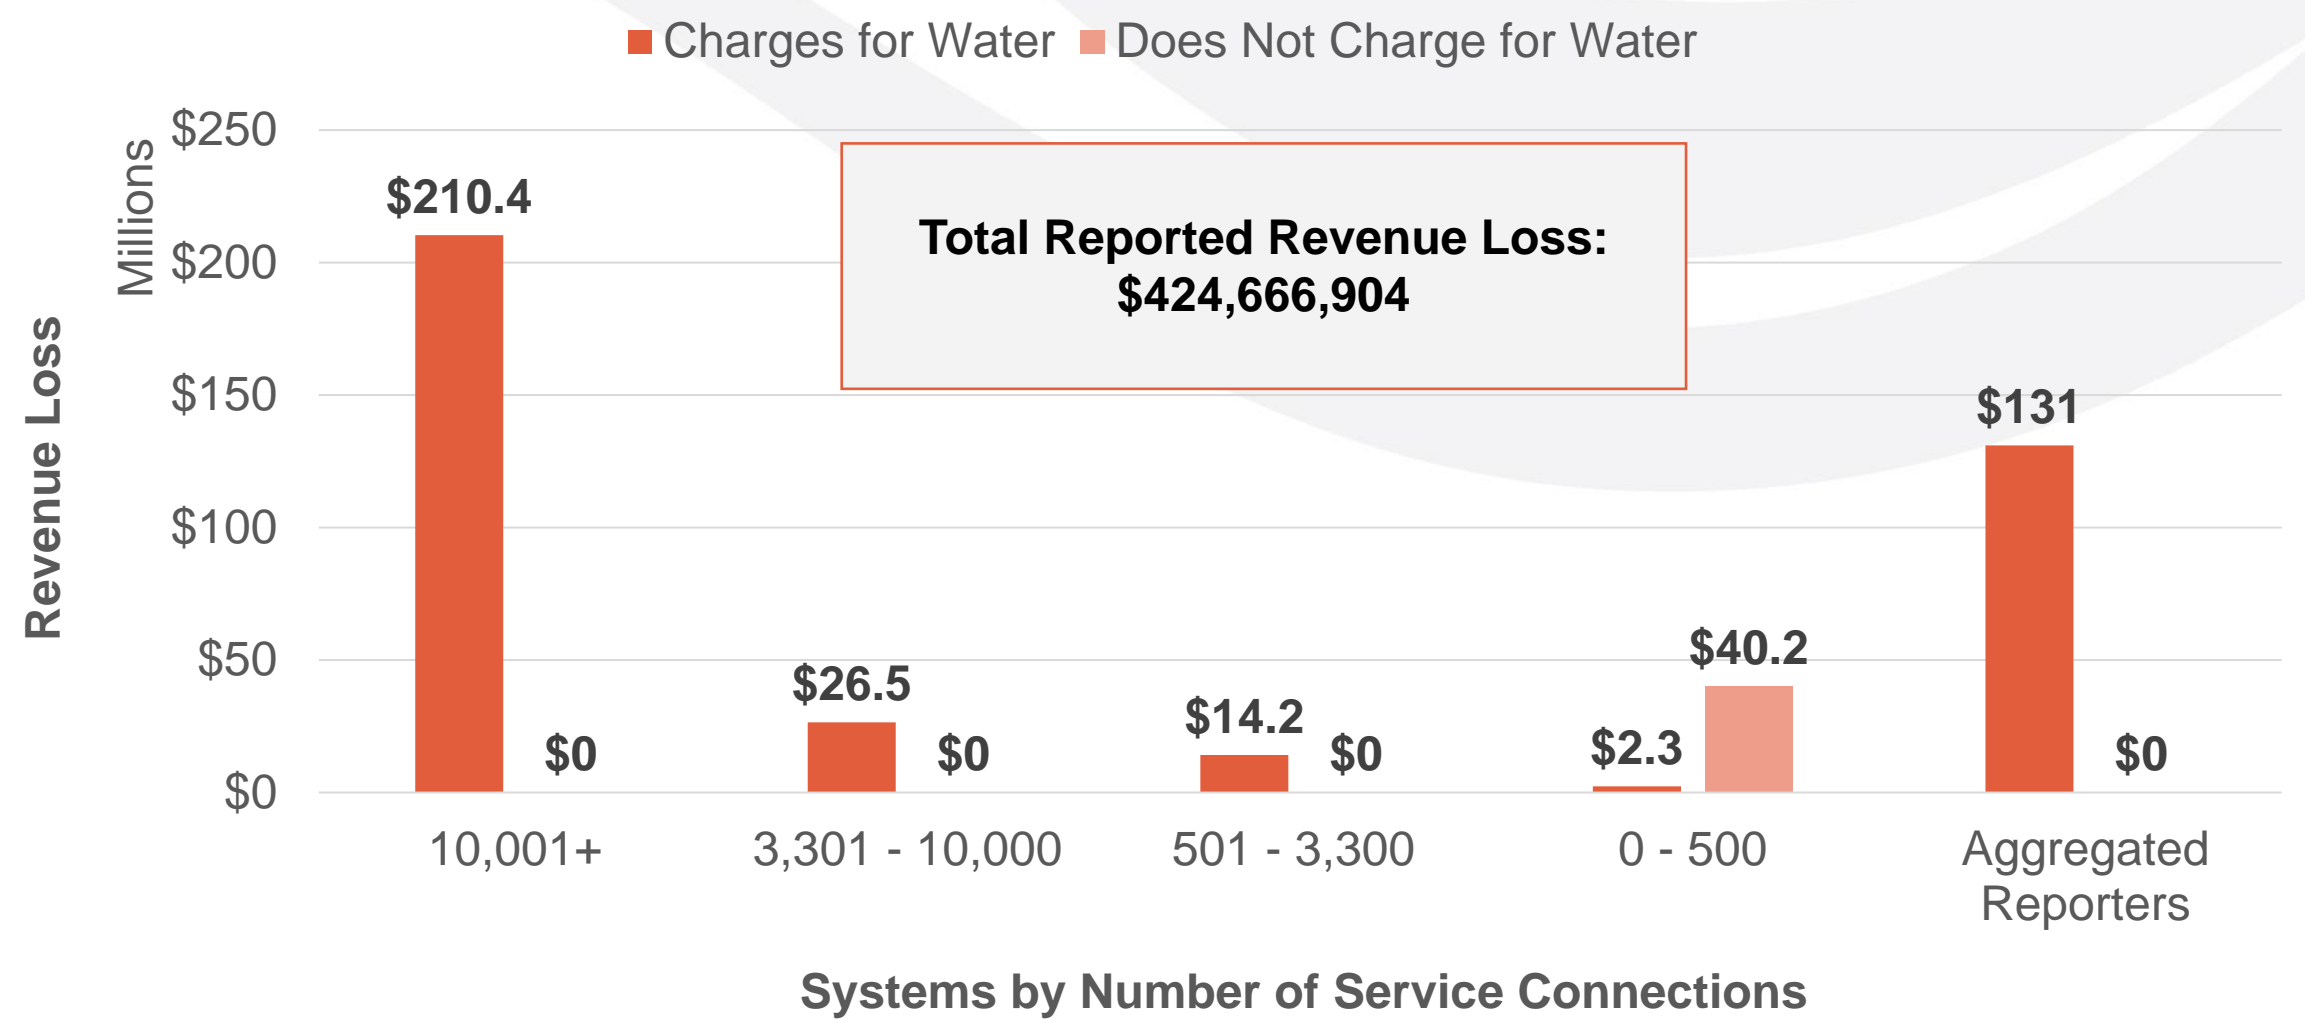 Charges for Water Does Not Charge for Water
Millions
Revenue Loss
$250
$200
$150
$100
$50
$0
Total Reported Revenue Loss:
$424,666,904
$210.4
$0
$26.5
$0
$14.2
$0
$2.3
$40.2
$131
$0
10,001+
3,301 - 10,000
501 - 3,300
0 - 500
Aggregated
Reporters
Systems by Number of Service Connections